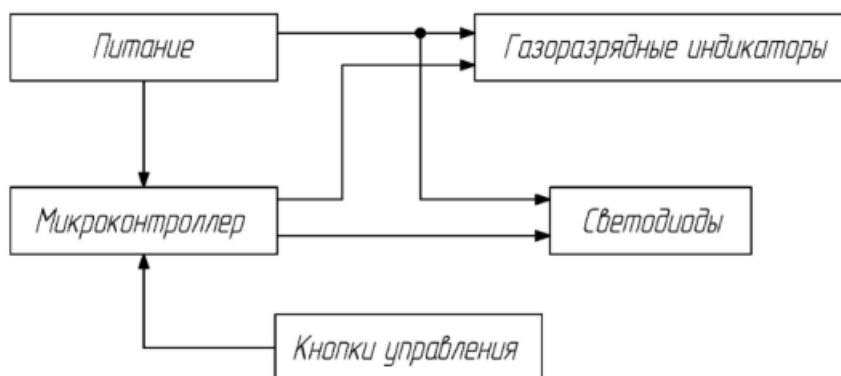 Питание
Газоразрядные индикаторы
Микроконтроллер
Светодиоды
Кнопки управления